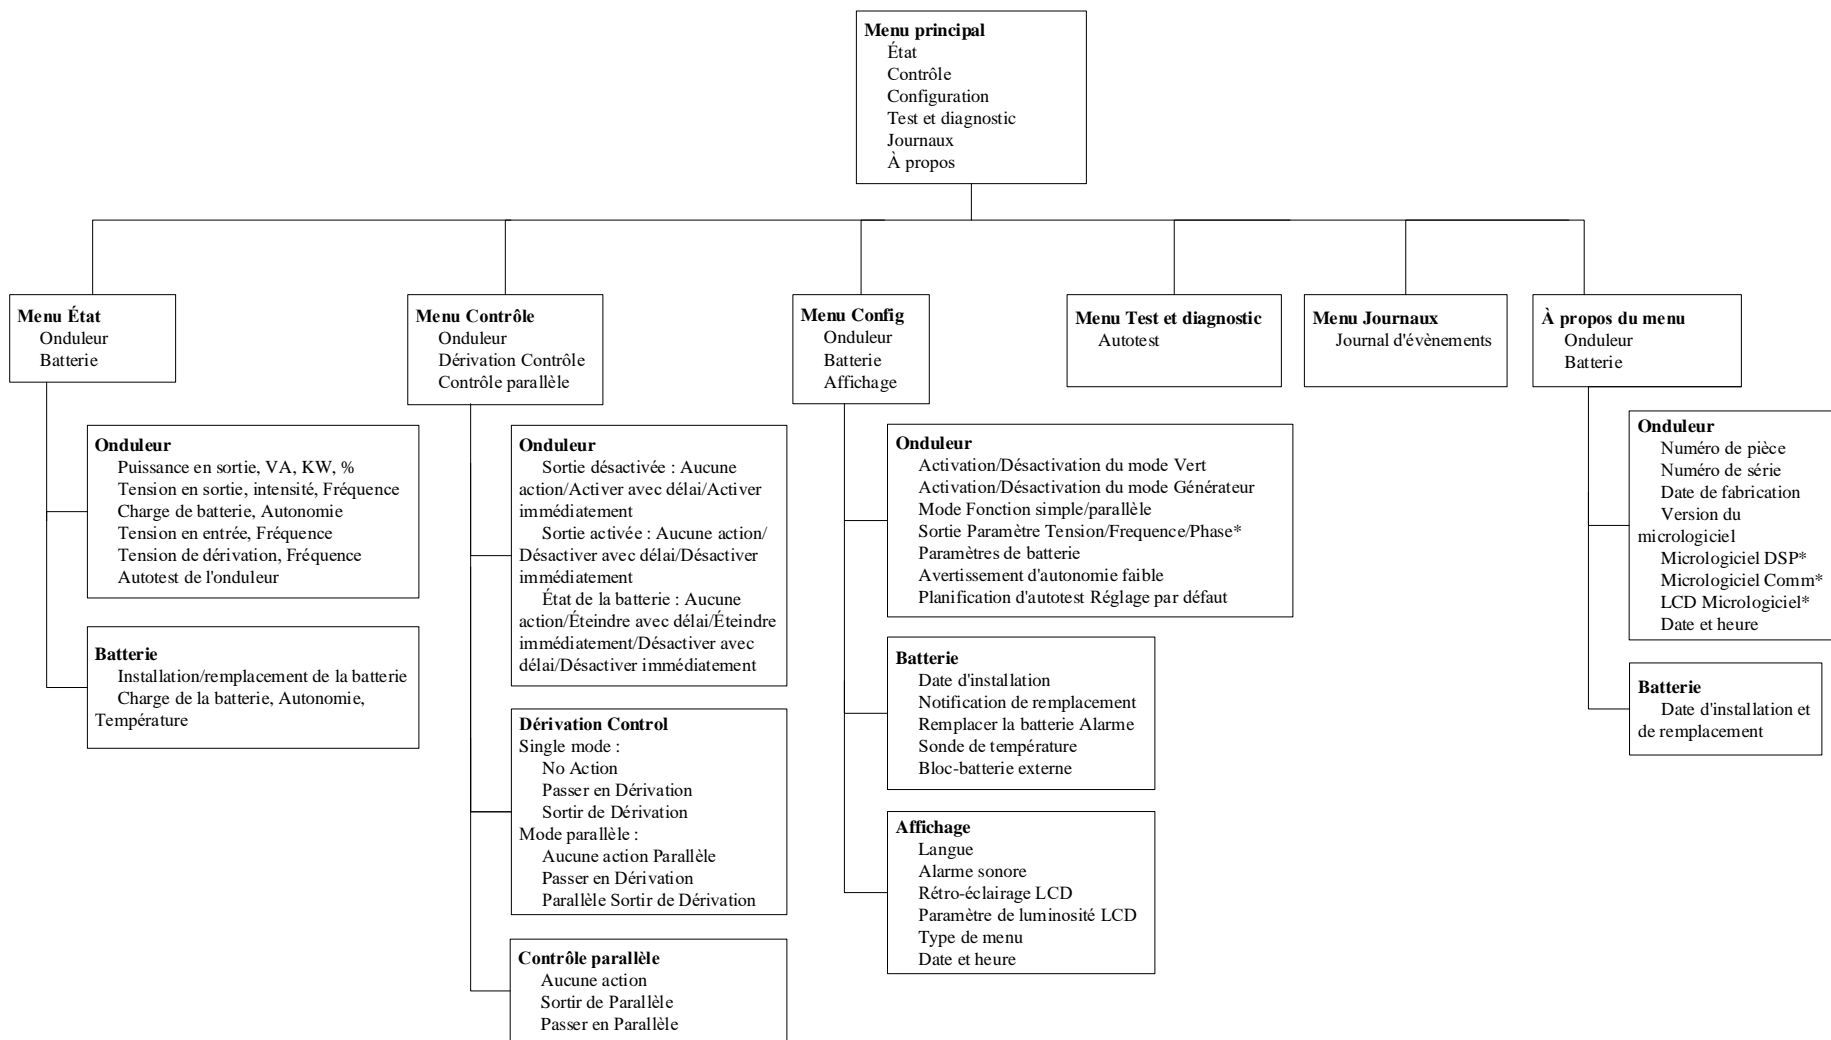 Menu principal
État
Contrôle
Configuration
Test et diagnostic
Journaux
À propos
Menu État
Onduleur
Batterie
Onduleur
Puissance en sortie, VA, KW, %
Tension en sortie, intensité, Fréquence
Charge de batterie, Autonomie
Tension en entrée, Fréquence
Tension de dérivation, Fréquence
Autotest de l'onduleur
Batterie
Installation/remplacement de la batterie
Charge de la batterie, Autonomie,
Température
Menu Contrôle
Onduleur
Dérivation Contrôle
Contrôle parallèle
Onduleur
Sortie désactivée : Aucune
action/Activer avec délai/Activer
immédiatement
Sortie activée : Aucune action/
Désactiver avec délai/Désactiver
immédiatement
État de la batterie : Aucune
action/Éteindre avec délai/Éteindre
immédiatement/Désactiver avec
délai/Désactiver immédiatement
Dérivation Control
Single mode :
No Action
Passer en Dérivation
Sortir de Dérivation
Mode parallèle :
Aucune action Parallèle
Passer en Dérivation
Parallèle Sortir de Dérivation
Contrôle parallèle
Aucune action
Sortir de Parallèle
Passer en Parallèle
Menu Config
Onduleur
Batterie
Affichage
Onduleur
Activation/Désactivation du mode Vert
Activation/Désactivation du mode Générateur
Mode Fonction simple/parallèle
Sortie Paramètre Tension/Frequence/Phase*
Paramètres de batterie
Avertissement d'autonomie faible
Planification d'autotest Réglage par défaut
Batterie
Date d'installation
Notification de remplacement
Remplacer la batterie Alarme
Sonde de température
Bloc-batterie externe
Affichage
Langue
Alarme sonore
Rétro-éclairage LCD
Paramètre de luminosité LCD
Type de menu
Date et heure
Menu Test et diagnostic
Autotest
Menu Journaux
Journal d'évènements
À propos du menu
Onduleur
Batterie
Onduleur
Numéro de pièce
Numéro de série
Date de fabrication
Version du
micrologiciel
Micrologiciel DSP*
Micrologiciel Comm*
LCD Micrologiciel*
Date et heure
Batterie
Date d'installation et
de remplacement